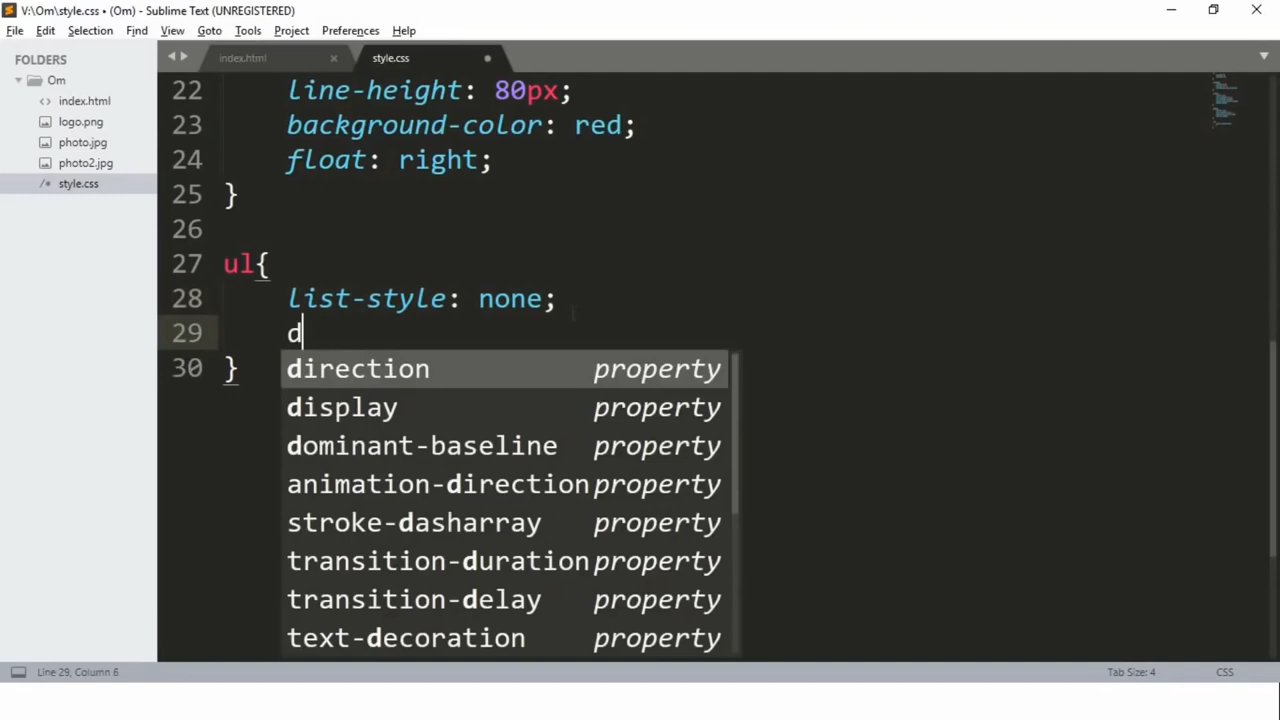 V:\Om\style.css • (Om) - Sublime Text (UNREGISTERED)
File Edit Selection Find View Goto Tools Project Preferences Help
FOLDERS
Om
index.html
logo.png
photo.jpg
photo2.jpg
style.css
index.html
style.css
22 line-height: 80px;
23 background-color: red;
24 float: right;
25 }
26
27 ul{
28 list-style: none;
29 d
30 }
direction property
display property
dominant-baseline property
animation-direction property
stroke-dasharray property
transition-duration property
transition-delay property
text-decoration property
Line 29, Column 6
Tab Size: 4
CSS